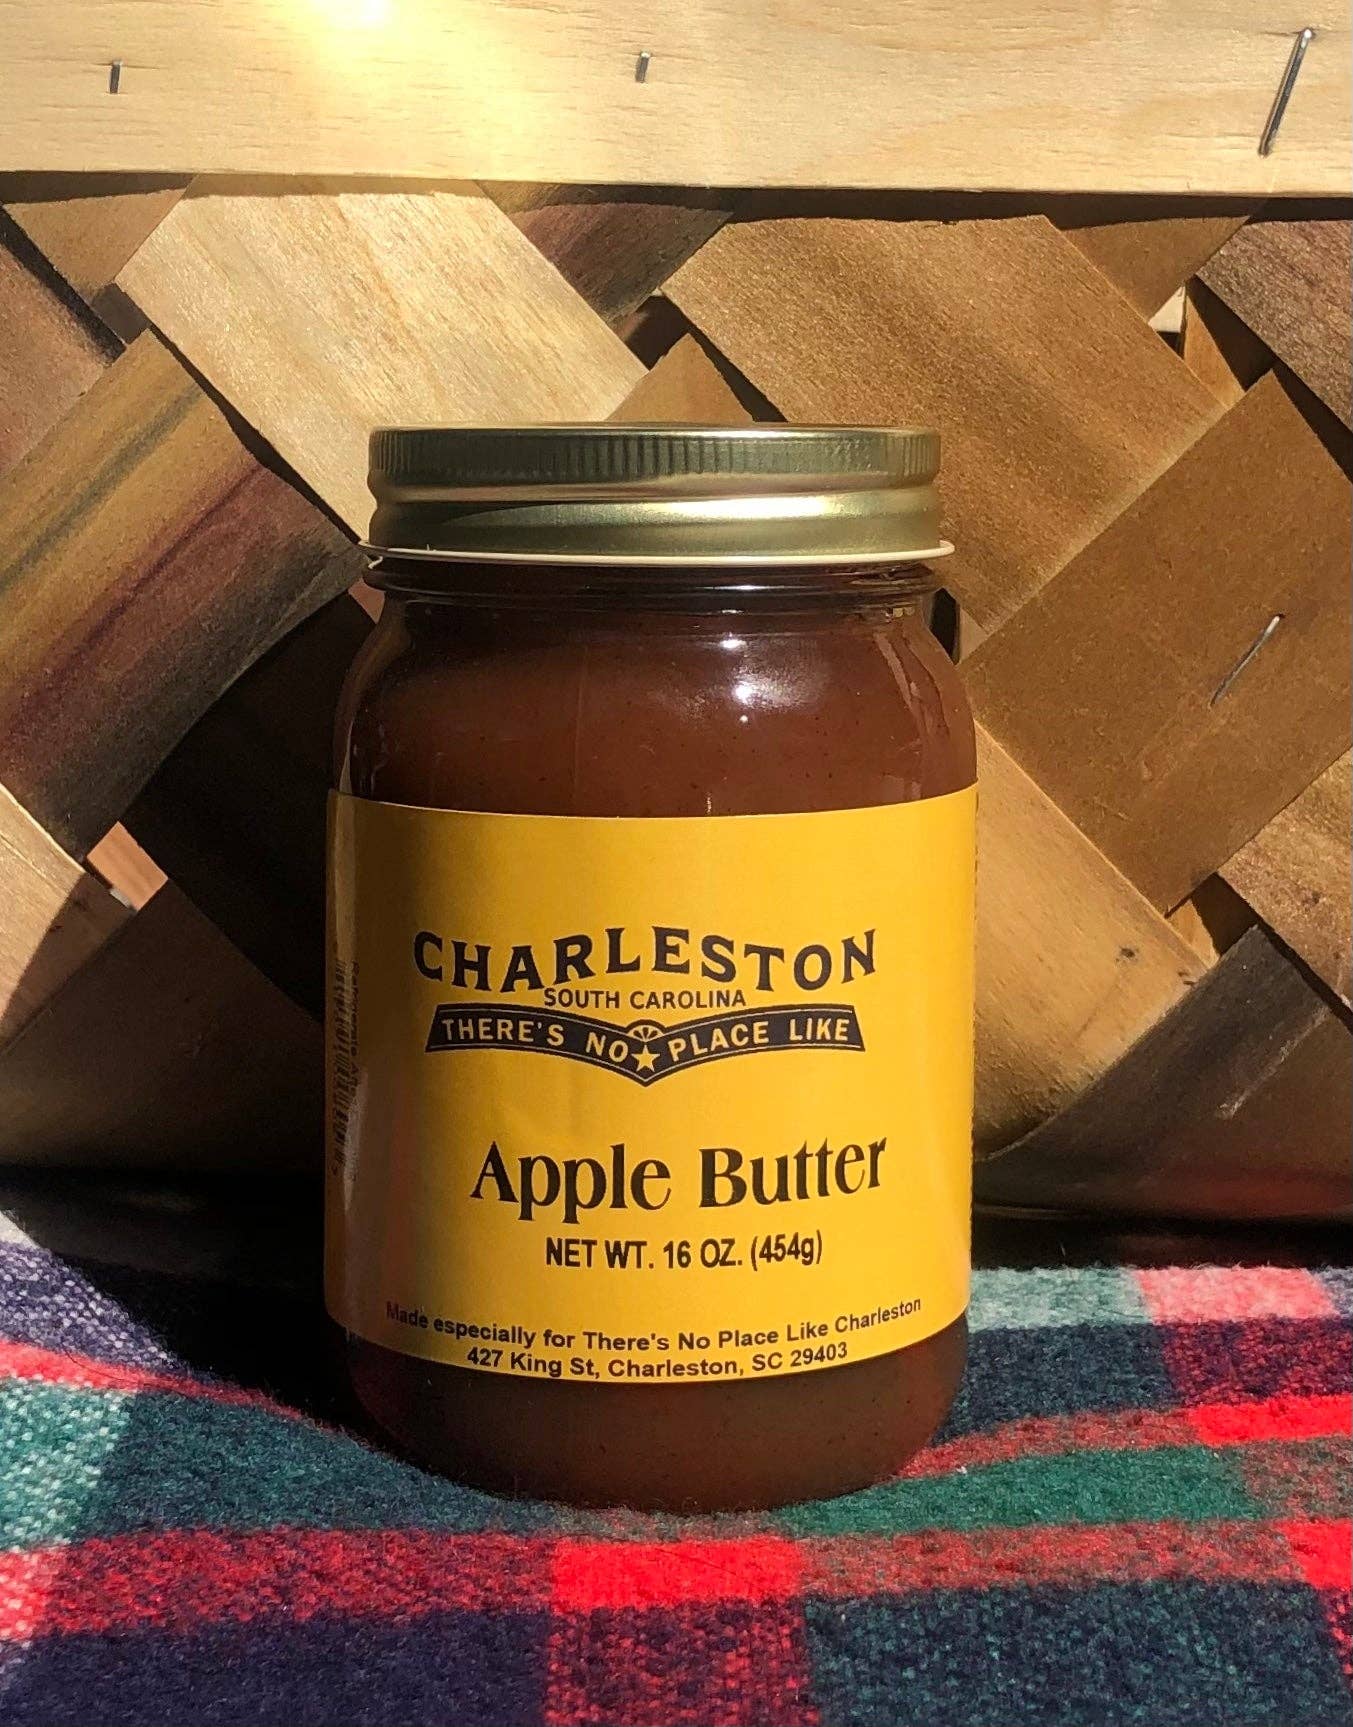 CHARLESTON
SOUTH CAROLINA
THERE'S NO PLACE LIKE
Apple Butter
NET WT. 16 OZ. (454g)
Made especially for There's No Place Like Charleston
427 King St, Charleston, SC 29403